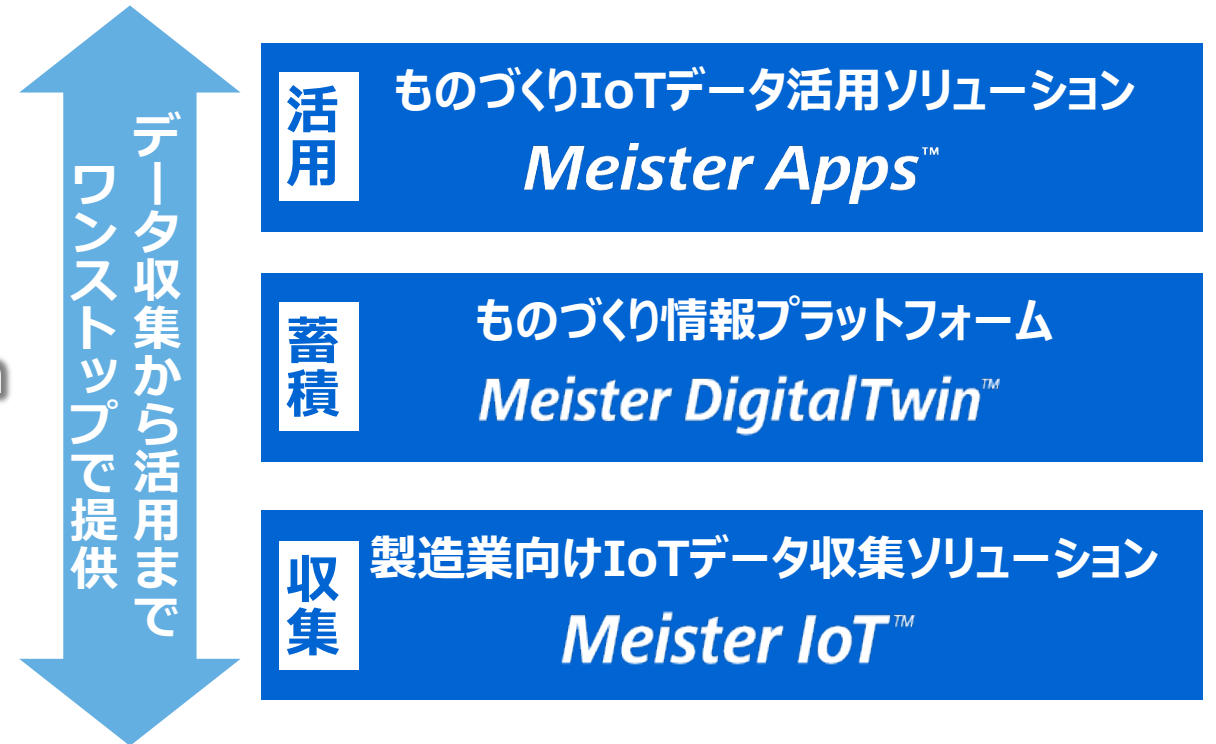 データ収集から活用まで
ワンストップで提供
活用
ものづくりIoTデータ活用ソリューション
Meister Apps™
蓄積
ものづくり情報プラットフォーム
Meister DigitalTwin™
収集
製造業向けIoTデータ収集ソリューション
Meister IoT™